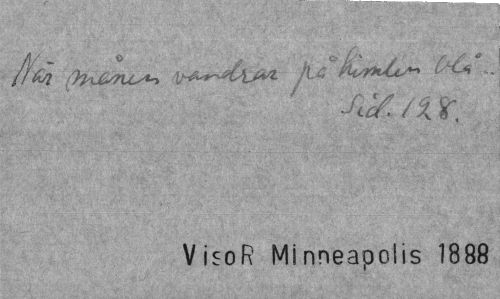 När månen vandrar på himlen blå..
Sid. 128.
VisoR Minneapolis 1888